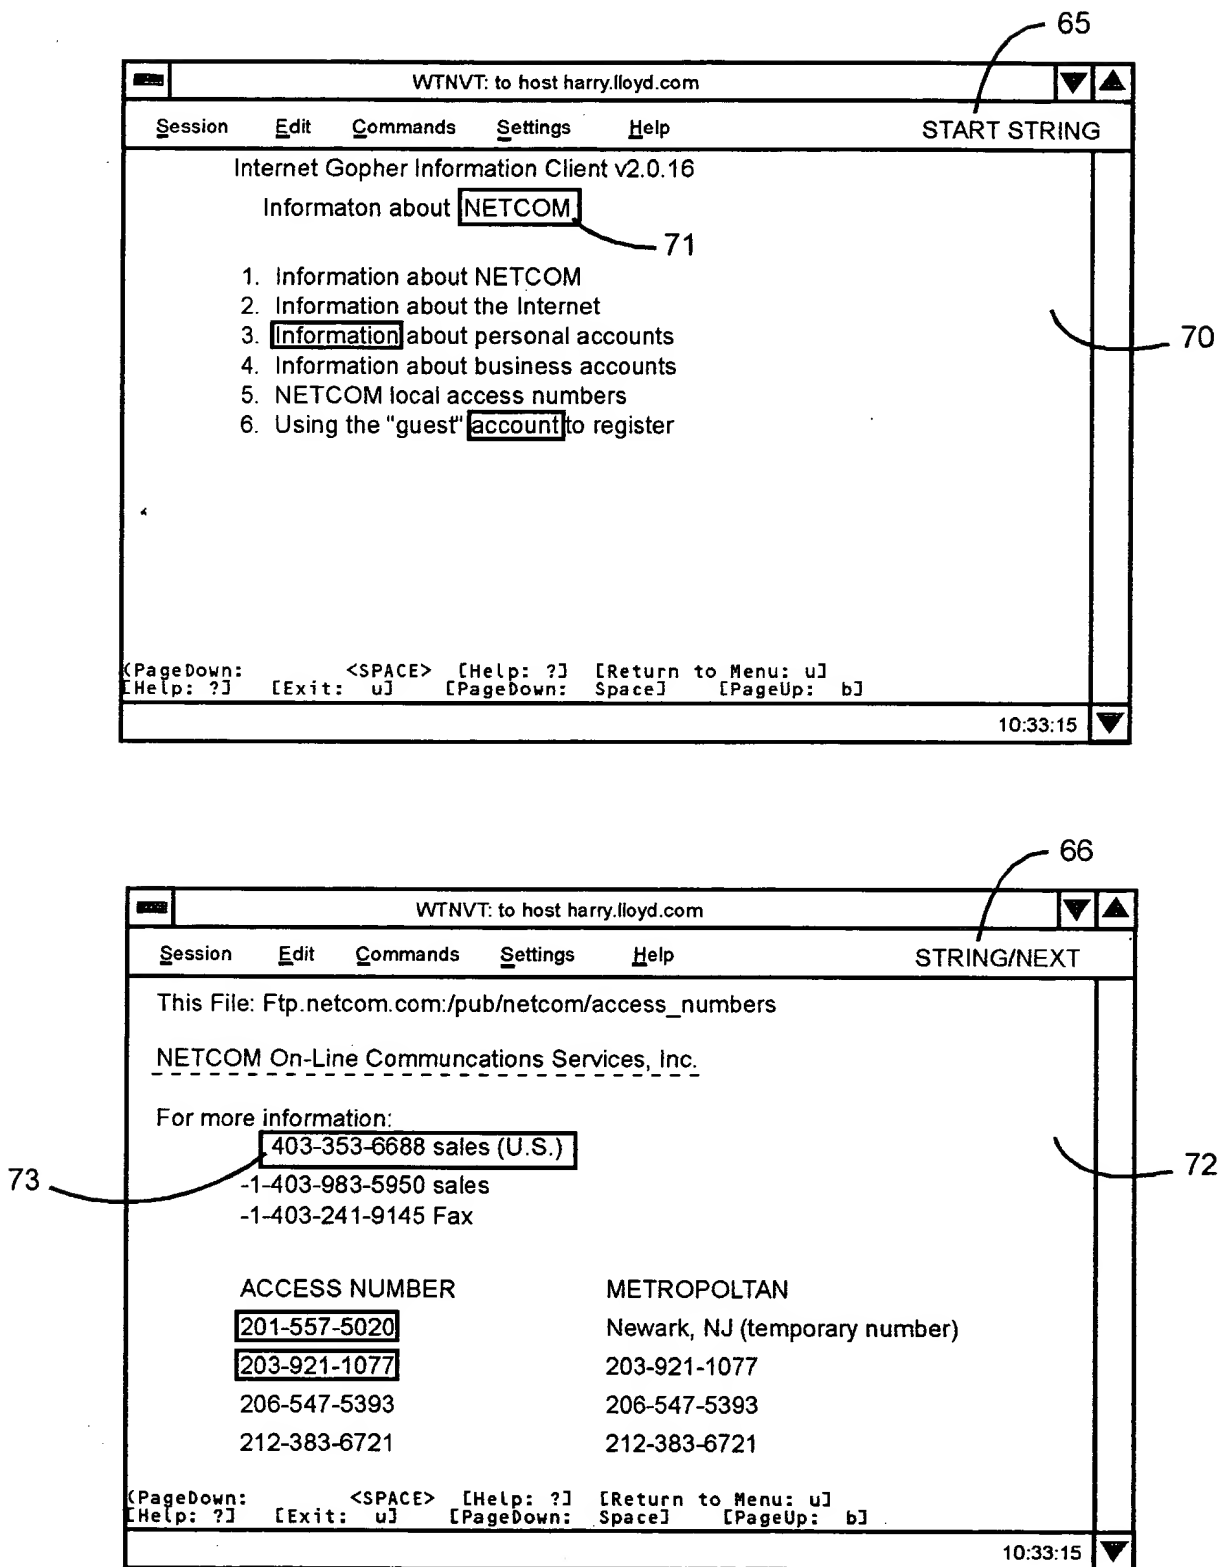 65
WTNVT: to host harry.lloyd.com
Session Edit Commands Settings Help START STRING
Internet Gopher Information Client v2.0.16
Informaton about NETCOM
71
1. Information about NETCOM
2. Information about the Internet
3. Information about personal accounts
70
4. Information about business accounts
5. NETCOM local access numbers
6. Using the "guest" account to register
(PageDown: <SPACE> [Help: ?] [Return to Menu: u]
[Help: ?] [Exit: u] [PageDown: Space] [PageUp: b]
10:33:15
66
WTNVT: to host harry.lloyd.com
Session Edit Commands Settings Help STRING/NEXT
This File: Ftp.netcom.com:/pub/netcom/access_numbers
NETCOM On-Line Communcations Services, Inc.
For more information:
403-353-6688 sales (U.S.)
72
73
-1-403-983-5950 sales
-1-403-241-9145 Fax
ACCESS NUMBER METROPOLTAN
201-557-5020 Newark, NJ (temporary number)
203-921-1077 203-921-1077
206-547-5393 206-547-5393
212-383-6721 212-383-6721
(PageDown: <SPACE> [Help: ?] [Return to Menu: u]
[Help: ?] [Exit: u] [PageDown: Space] [PageUp: b]
10:33:15